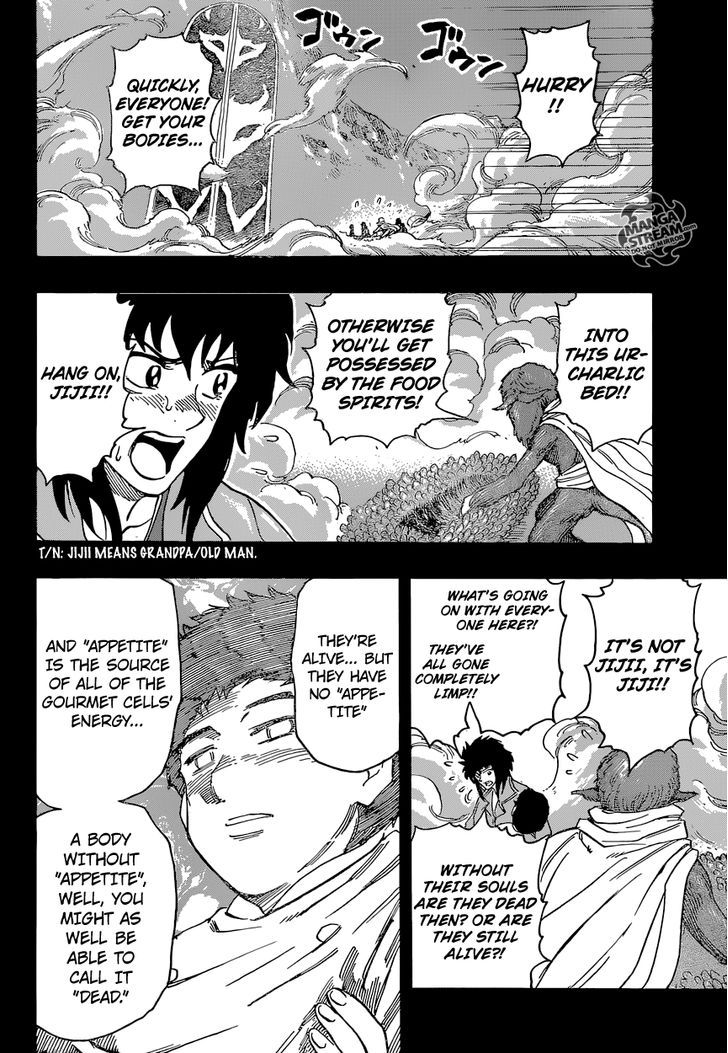 HURRY
!!
ゴゥン
ゴゥン
QUICKLY,
EVERYONE!
GET YOUR
BODIES...
MANGA
STREAM.com
INTO
THIS UR-
CHARLIC
BED!!
OTHERWISE
YOU'LL GET
POSSESSED
BY THE FOOD
SPIRITS!
HANG ON,
JIJII!!
T/N: JIJII MEANS GRANDPA/OLD MAN.
IT'S NOT
JIJII, IT'S
JIJI!!
WHAT'S GOING
ON WITH EVERY-
ONE HERE?!
THEY'VE
ALL GONE
COMPLETELY
LIMP!!
WITHOUT
THEIR SOULS
ARE THEY DEAD
THEN? OR ARE
THEY STILL
ALIVE?!
THEY'RE
ALIVE... BUT
THEY HAVE
NO "APPE-
TITE"
AND "APPETITE"
IS THE SOURCE
OF ALL OF THE
GOURMET CELLS'
ENERGY...
A BODY
WITHOUT
"APPETITE",
WELL, YOU
MIGHT AS
WELL BE
ABLE TO
CALL IT
"DEAD."